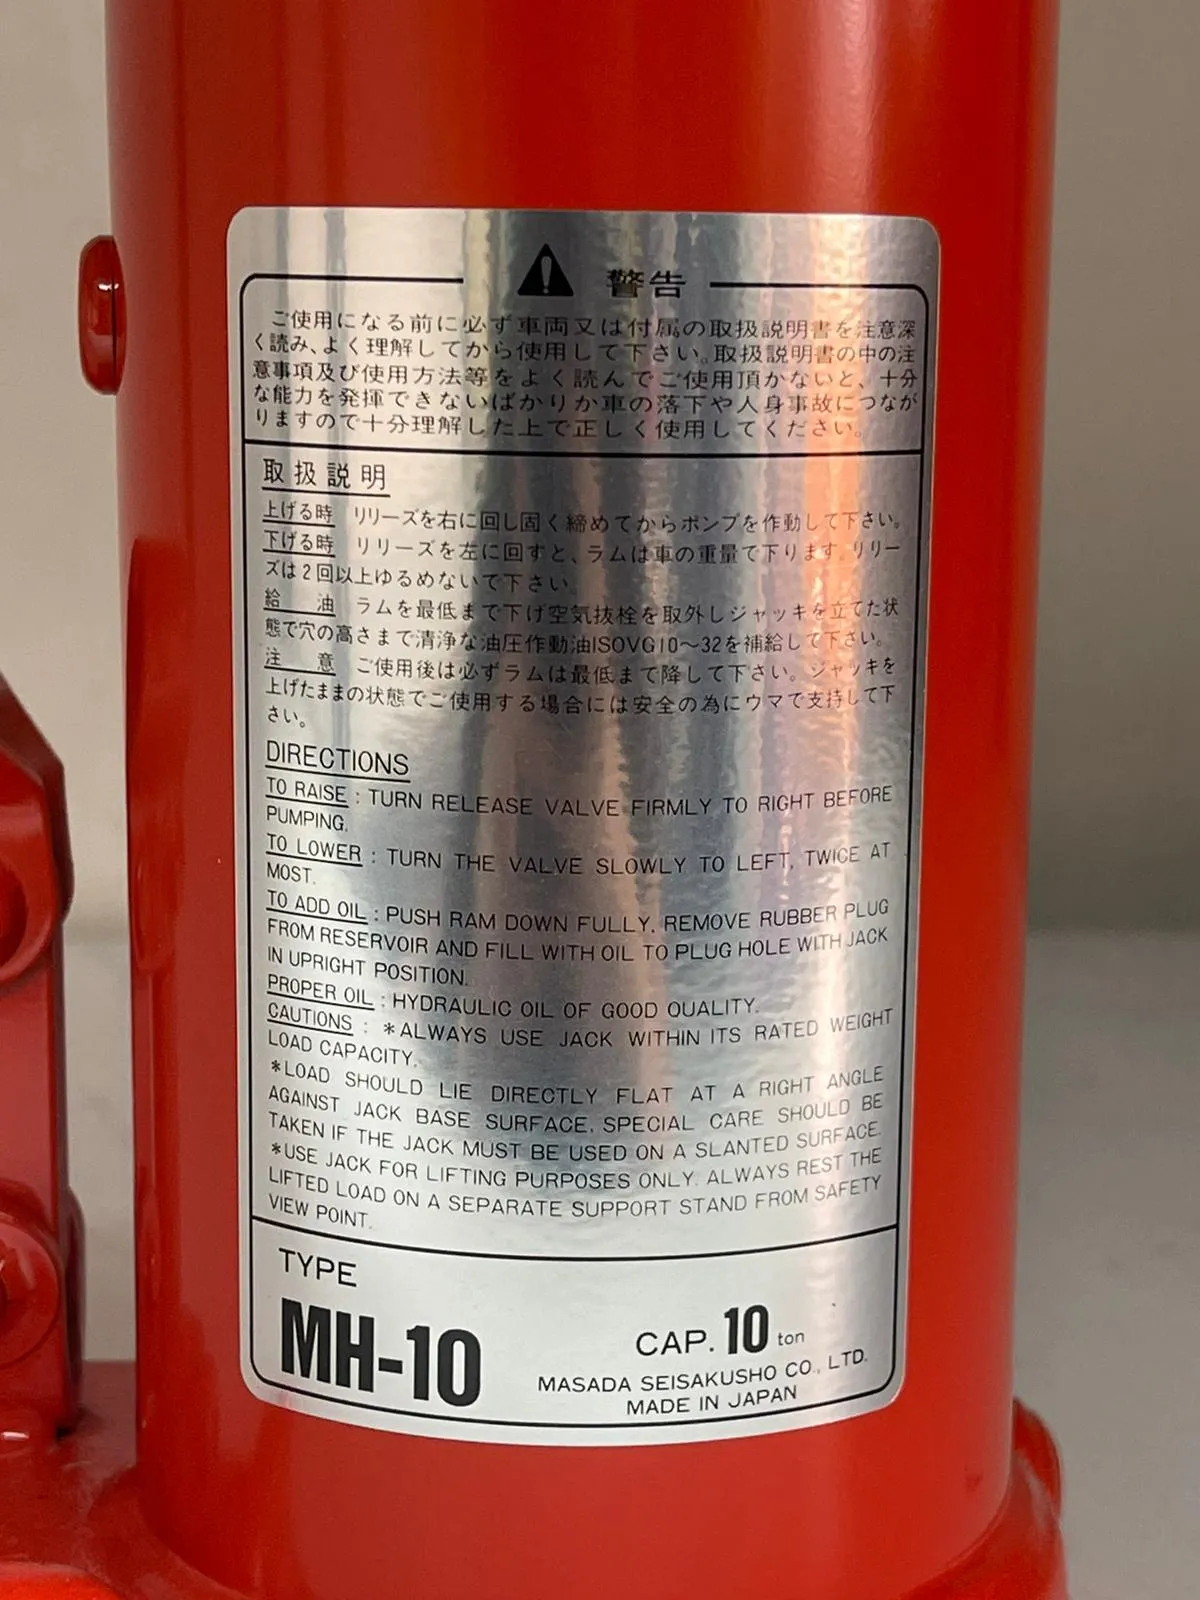 警告
ご使用になる前に必ず車両又は付属の取扱説明書を注意深
く読み、よく理解してから使用して下さい。取扱説明書の中の注
意事項及び使用方法等をよく読んでご使用頂かないと、十分
な能力を発揮できないばかりか車の落下や人身事故につなが
りますので十分理解した上で正しく使用してください。
取扱説明
上げる時 リリーズを右に回し固く締めてからポンプを作動して下さい。
下げる時 リリーズを左に回すと、ラムは車の重量で下ります。リリー
ズは2回以上ゆるめないで下さい。
給油 ラムを最低まで下げ空気抜栓を取外しジャッキを立てた状
態で穴の高さまで清浄な油圧作動油ISOVG10〜32を補給して下さい。
注意 ご使用後は必ずラムは最低まで降して下さい。ジャッキを
上げたままの状態でご使用する場合には安全の為にウマで支持して下
さい。
DIRECTIONS
TO RAISE : TURN RELEASE VALVE FIRMLY TO RIGHT BEFORE
PUMPING.
TO LOWER : TURN THE VALVE SLOWLY TO LEFT, TWICE AT
MOST.
TO ADD OIL : PUSH RAM DOWN FULLY, REMOVE RUBBER PLUG
FROM RESERVOIR AND FILL WITH OIL TO PLUG HOLE WITH JACK
IN UPRIGHT POSITION.
PROPER OIL : HYDRAULIC OIL OF GOOD QUALITY.
CAUTIONS : *ALWAYS USE JACK WITHIN ITS RATED WEIGHT
LOAD CAPACITY.
*LOAD SHOULD LIE DIRECTLY FLAT AT A RIGHT ANGLE
AGAINST JACK BASE SURFACE, SPECIAL CARE SHOULD BE
TAKEN IF THE JACK MUST BE USED ON A SLANTED SURFACE.
*USE JACK FOR LIFTING PURPOSES ONLY. ALWAYS REST THE
LIFTED LOAD ON A SEPARATE SUPPORT STAND FROM SAFETY
VIEW POINT.
TYPE
MH-10
CAP. 10 ton
MASADA SEISAKUSHO CO., LTD.
MADE IN JAPAN